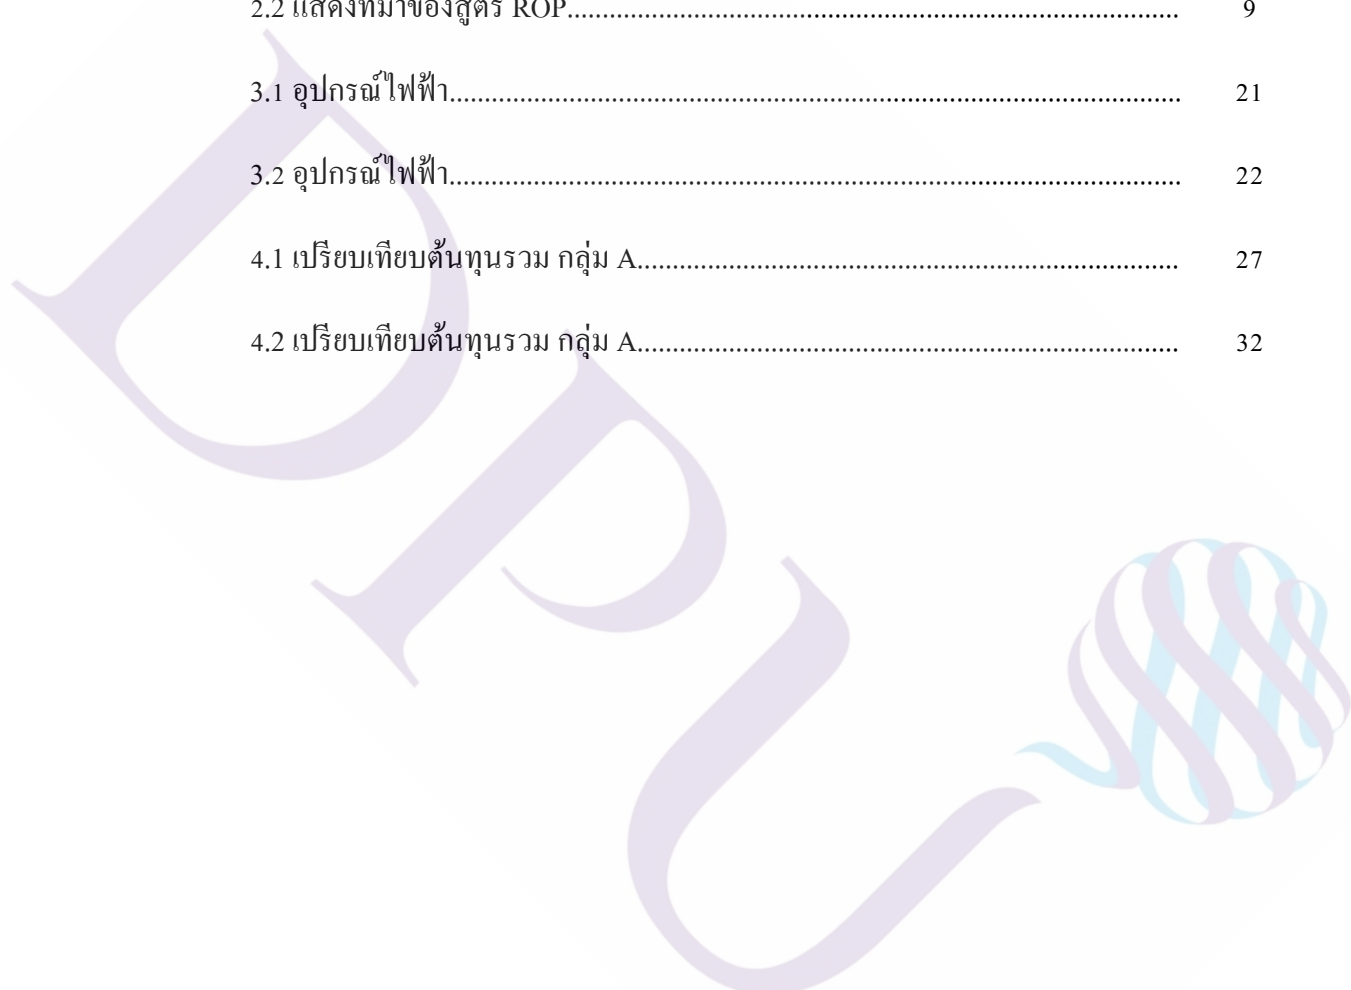 2.2 แสดงที่มาของสูตร ROP........................................................................................................... 9
3.1 อุปกรณ์ไฟฟ้า................................................................................................................................ 21
3.2 อุปกรณ์ไฟฟ้า................................................................................................................................ 22
4.1 เปรียบเทียบต้นทุนรวม กลุ่ม A............................................................................................... 27
4.2 เปรียบเทียบต้นทุนรวม กลุ่ม A............................................................................................... 32
DPU